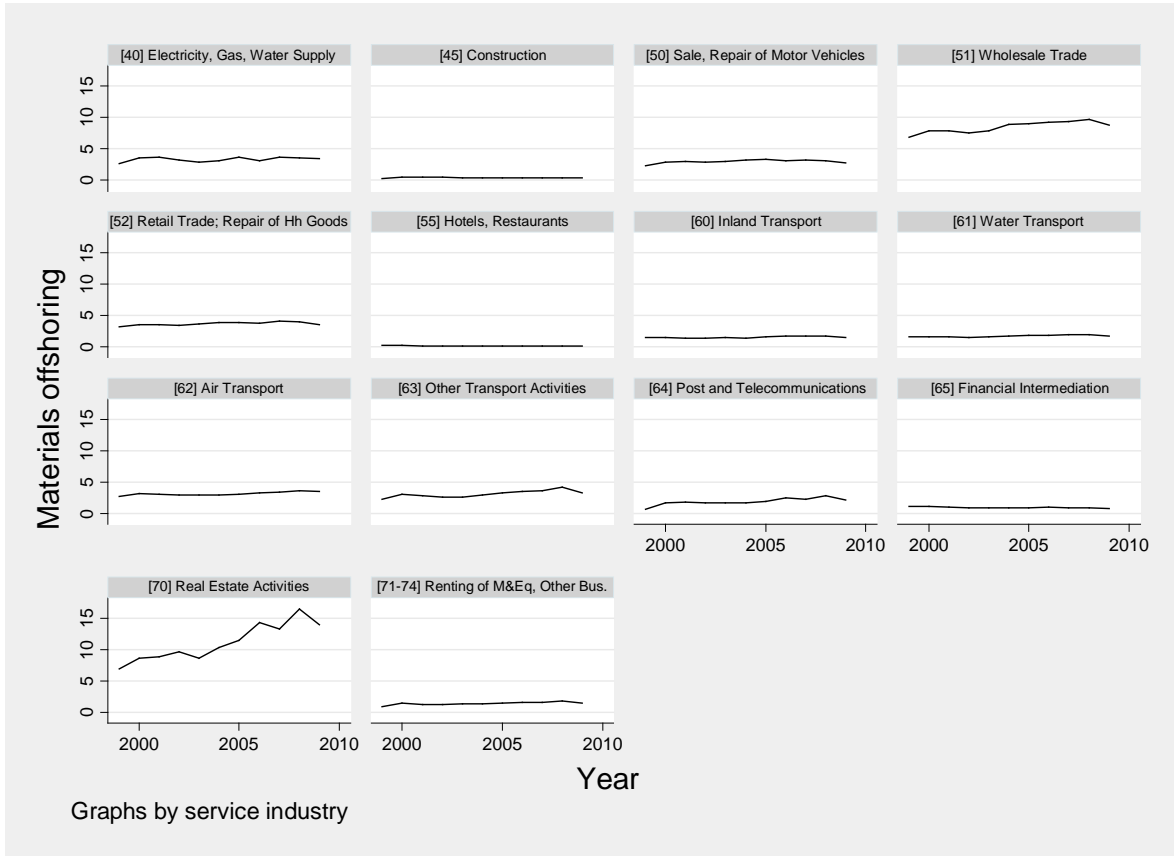 [40] Electricity, Gas, Water Supply
[45] Construction
[50] Sale, Repair of Motor Vehicles
[51] Wholesale Trade
0 5 10 15
[52] Retail Trade; Repair of Hh Goods
[55] Hotels, Restaurants
[60] Inland Transport
[61] Water Transport
0 5 10 15
[62] Air Transport
[63] Other Transport Activities
[64] Post and Telecommunications
[65] Financial Intermediation
0 5 10 15
2000 2005 2010
2000 2005 2010
[70] Real Estate Activities
[71-74] Renting of M&Eq, Other Bus.
0 5 10 15
2000 2005 2010
2000 2005 2010
Materials offshoring
Year
Graphs by service industry